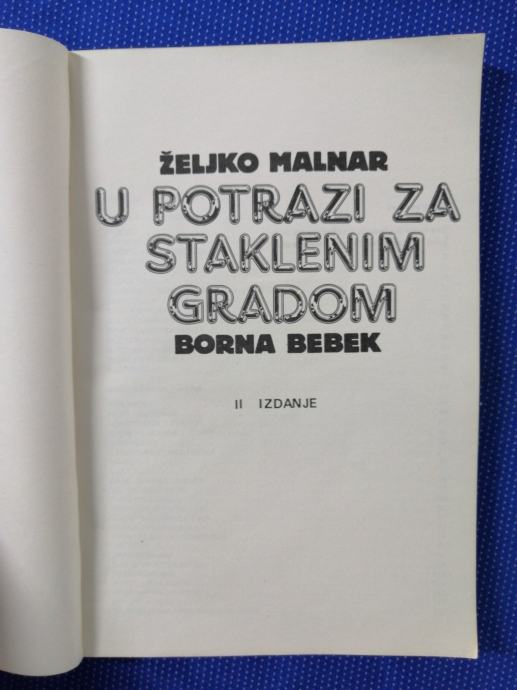 ŽELJKO MALNAR
U POTRAZI ZA
STAKLENIM
GRADOM
BORNA BEBEK
II IZDANJE